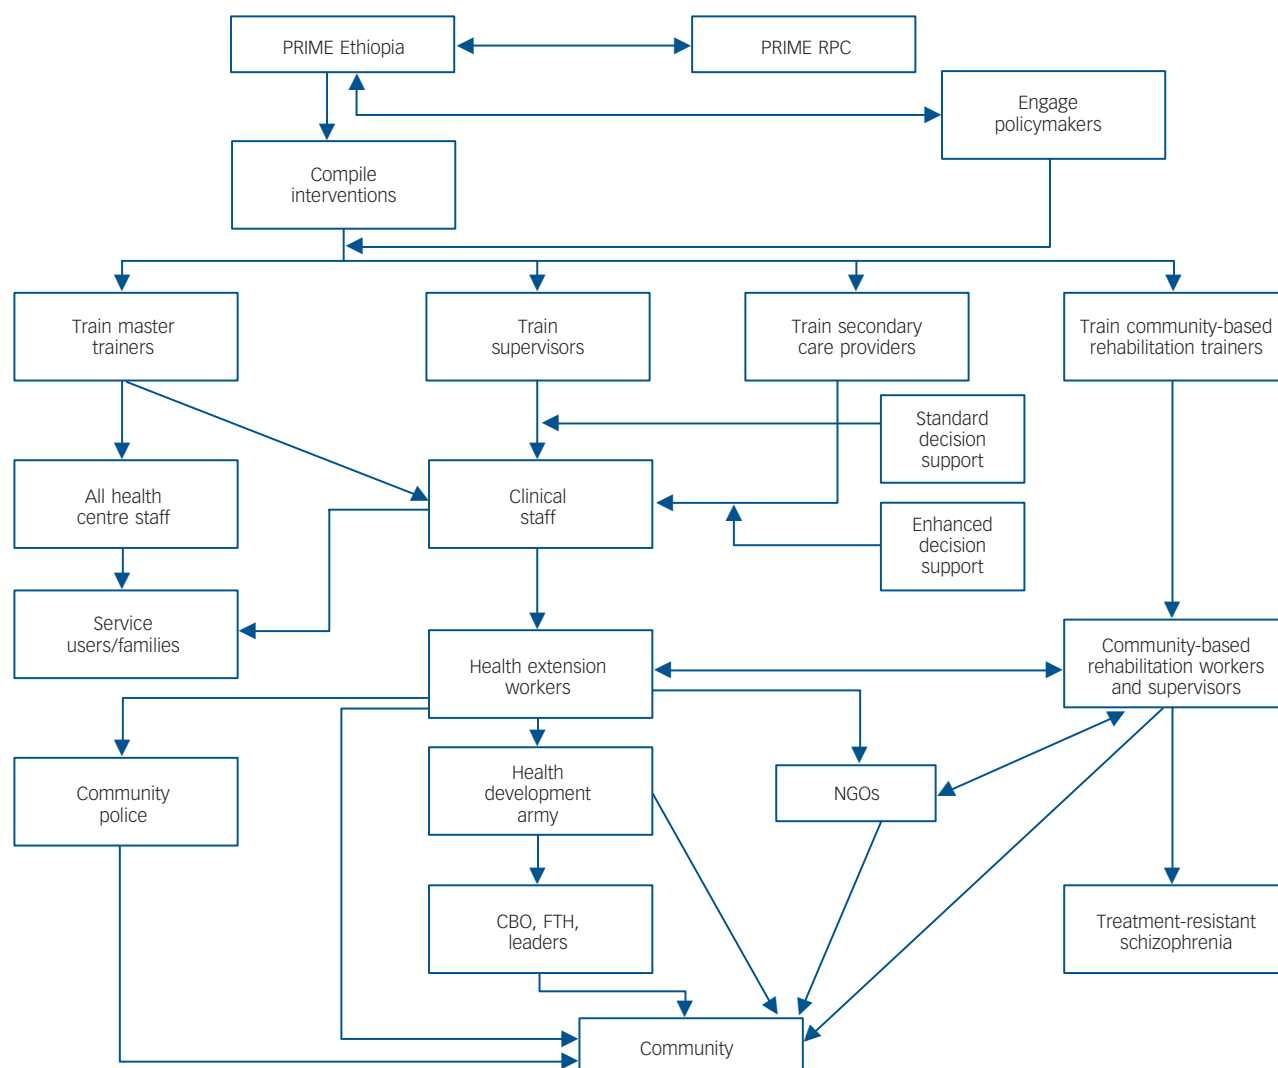 PRIME Ethiopia
PRIME RPC
Engage
policymakers
Compile
interventions
Train master
trainers
Train
supervisors
Train secondary
care providers
Train community-based
rehabilitation trainers
Standard
decision
support
All health
centre staff
Clinical
staff
Enhanced
decision
support
Service
users/families
Health extension
workers
Community-based
rehabilitation workers
and supervisors
Community
police
Health
development
army
NGOs
CBO, FTH,
leaders
Treatment-resistant
schizophrenia
Community